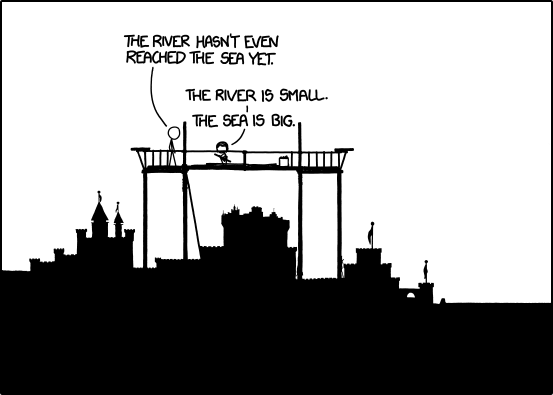 THE RIVER HASN'T EVEN
REACHED THE SEA YET.
THE RIVER IS SMALL.
THE SEA IS BIG.